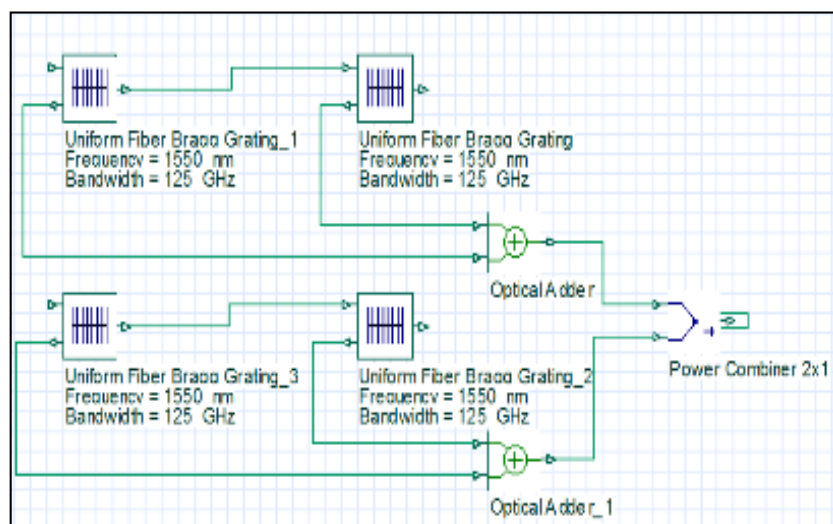 Uniform Fiber Bragg Grating_1
Frequency = 1550 nm
Bandwidth = 125 GHz
Uniform Fiber Bragg Grating
Frequency = 1550 nm
Bandwidth = 125 GHz
Optical Adder
Uniform Fiber Bragg Grating_3
Frequency = 1550 nm
Bandwidth = 125 GHz
Uniform Fiber Bragg Grating_2
Frequency = 1550 nm
Bandwidth = 125 GHz
Power Combiner 2x1
Optical Adder_1